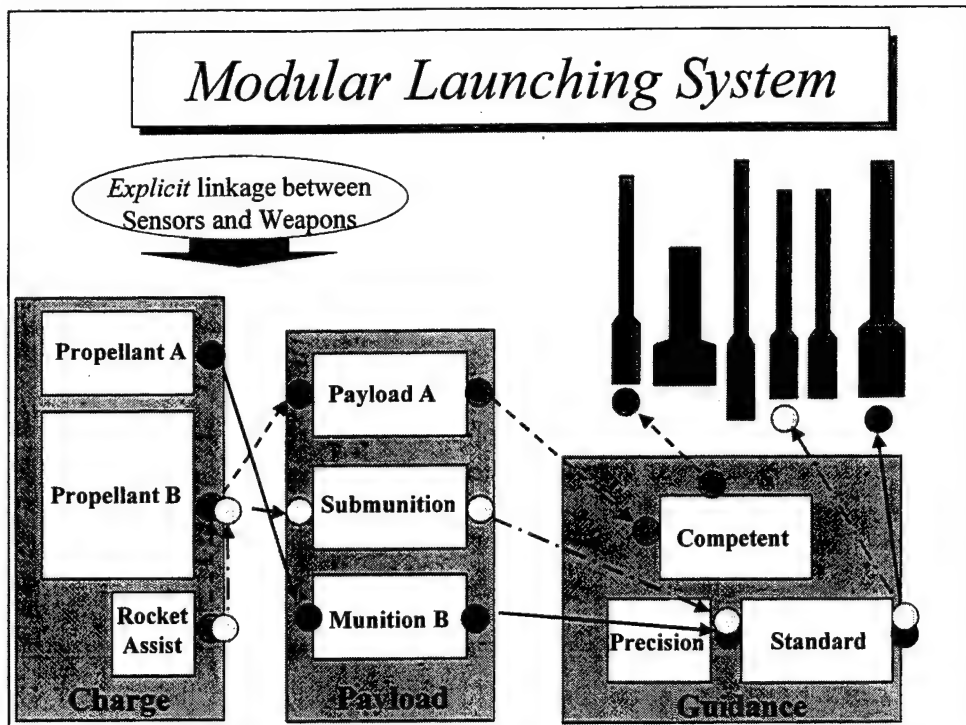 Modular Launching System
Explicit linkage between
Sensors and Weapons
Propellant A
Propellant B
Rocket
Assist
Charge
Payload A
Submunition
Munition B
Payload
Competent
Precision
Standard
Guidance